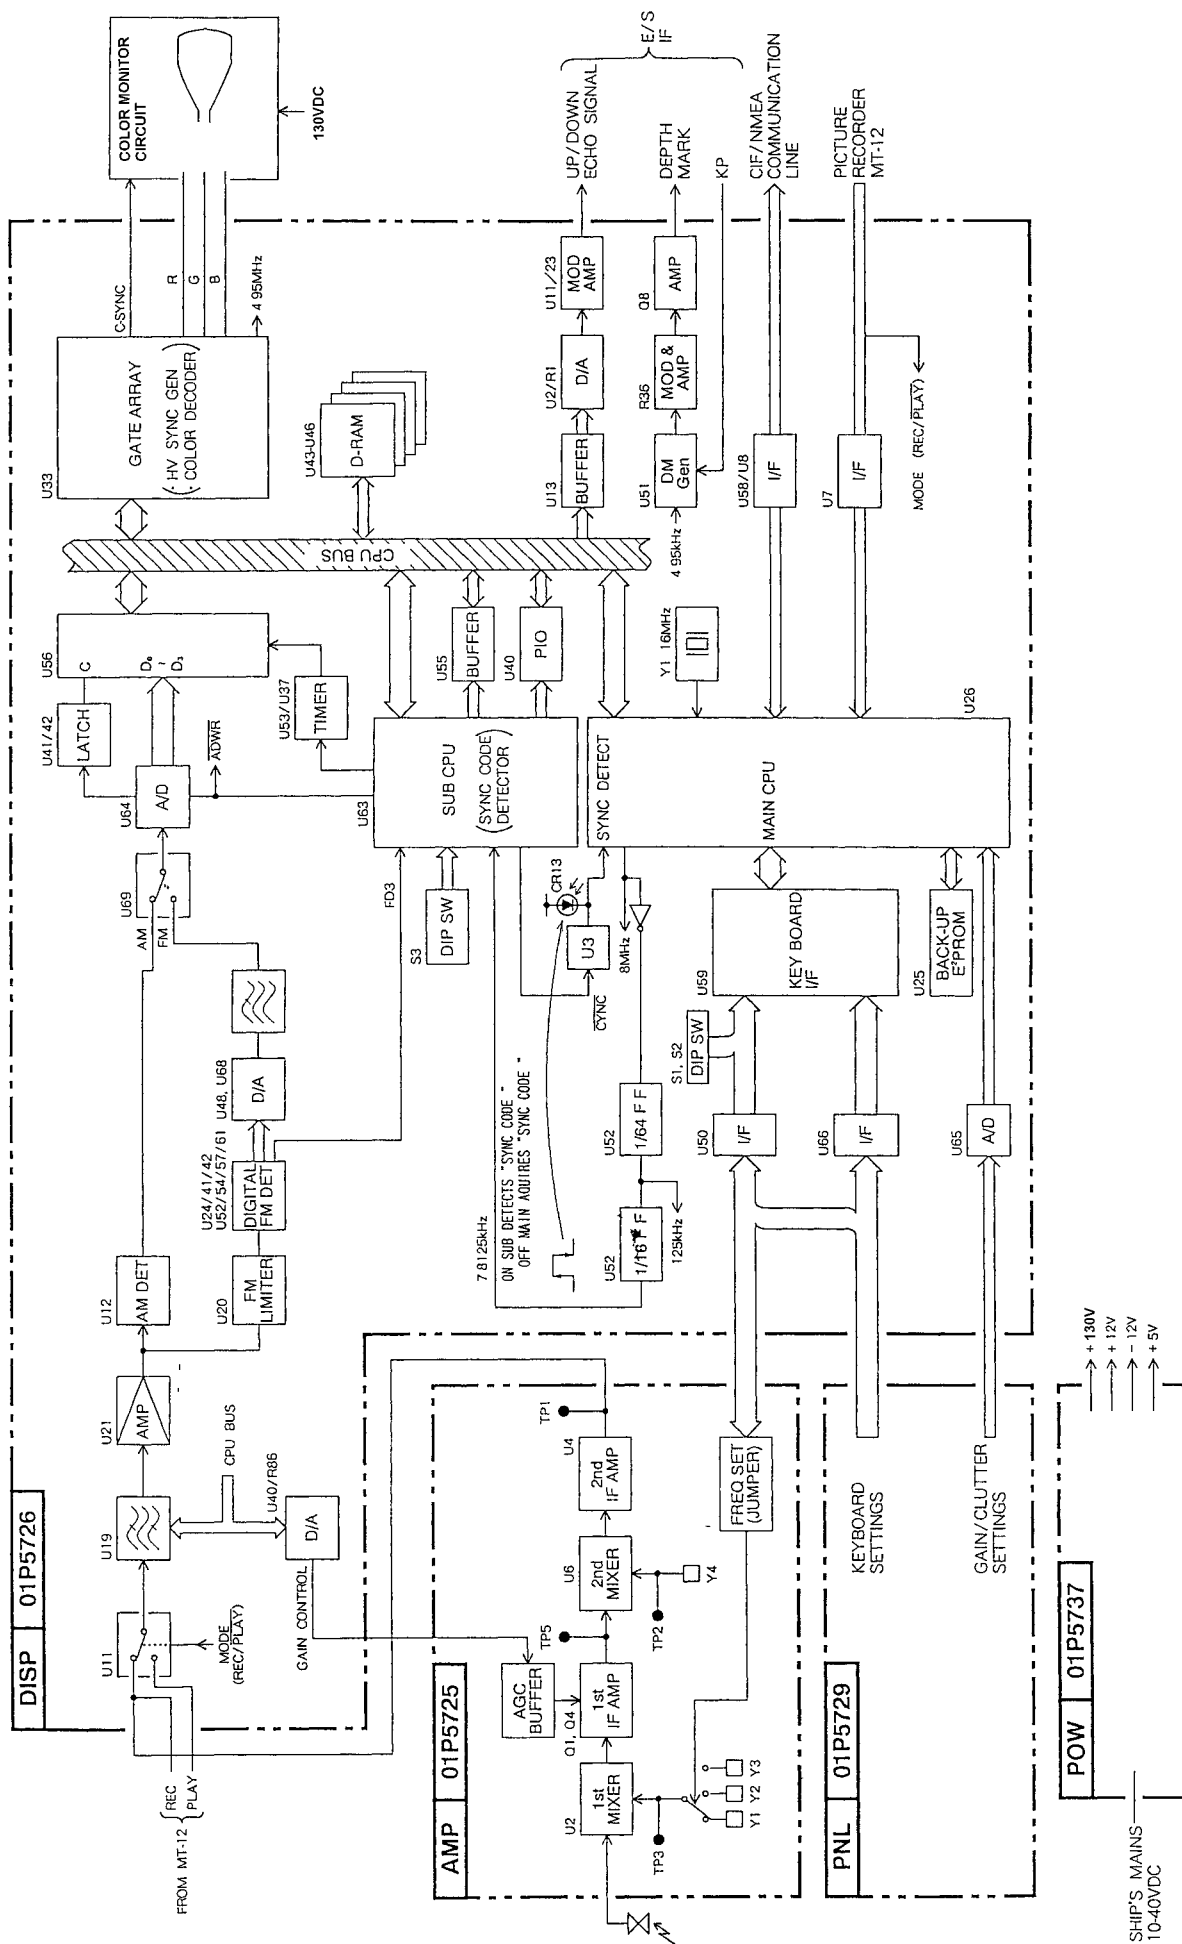 DISP 01P5726
FROM MT-12
REC
PLAY
U11
MODE
(REC/PLAY)
U19
CPU BUS
U40/R86
D/A
GAIN CONTROL
U21
AMP
U12
AM DET
U20
FM
LIMITER
U24/41/42
U52/54/57/61
DIGITAL
FM DET
U48, U68
D/A
AM
FM
U69
U64
A/D
ADWR
U41/42
LATCH
U56
C
D0
~
D3
U53/U37
TIMER
FD3
S3
DIP SW
U63
SUB CPU
(SYNC CODE
DETECTOR)
U55
BUFFER
U40
PIO
CPU BUS
U33
GATE ARRAY
(· HV SYNC GEN
· COLOR DECODER)
C-SYNC
R
G
B
4 95MHz
COLOR MONITOR
CIRCUIT
130VDC
U43-U46
D-RAM
U13
BUFFER
U2/R1
D/A
U11/23
MOD
AMP
UP/DOWN
ECHO SIGNAL
4 95kHz
U51
DM
Gen
R36
MOD &
AMP
Q8
AMP
DEPTH
MARK
KP
E/S
IF
U58/U8
I/F
CIF/NMEA
COMMUNICATION
LINE
U7
I/F
PICTURE
RECORDER
MT-12
MODE (REC/PLAY)
Y1 16MHz
U26
SYNC DETECT
MAIN CPU
CR13
U3
CYNC
8MHz
7 8125kHz
ON SUB DETECTS "SYNC CODE"
OFF MAIN AQUIRES "SYNC CODE"
U52
1/16 F F
125kHz
U52
1/64 F F
U59
KEY BOARD
I/F
S1, S2
DIP SW
U50
I/F
U66
I/F
U25
BACK-UP
E²PROM
U65
A/D
AMP 01P5725
U2
1st
MIXER
TP3
Y1
Y2
Y3
AGC
BUFFER
Q1, Q4
1st
IF AMP
TP5
U6
2nd
MIXER
TP2
Y4
U4
2nd
IF AMP
TP1
FREQ SET
(JUMPER)
PNL 01P5729
KEYBOARD
SETTINGS
GAIN/CLUTTER
SETTINGS
POW 01P5737
SHIP'S MAINS
10-40VDC
+ 130V
+ 12V
- 12V
+ 5V